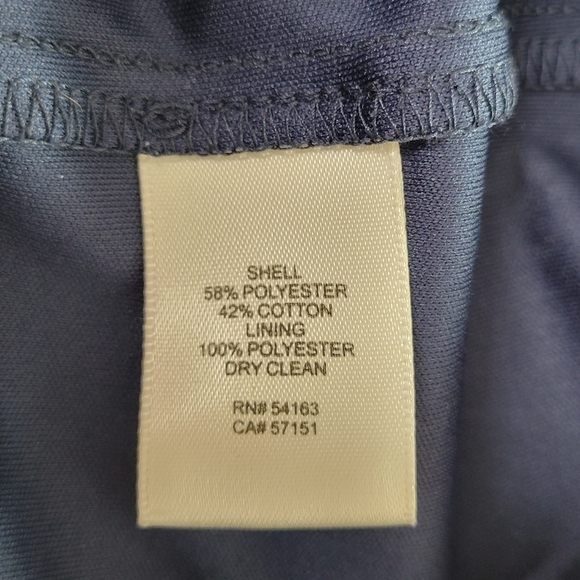 SHELL
58% POLYESTER
42% COTTON
LINING
100% POLYESTER
DRY CLEAN
RN# 54163
CA# 57151